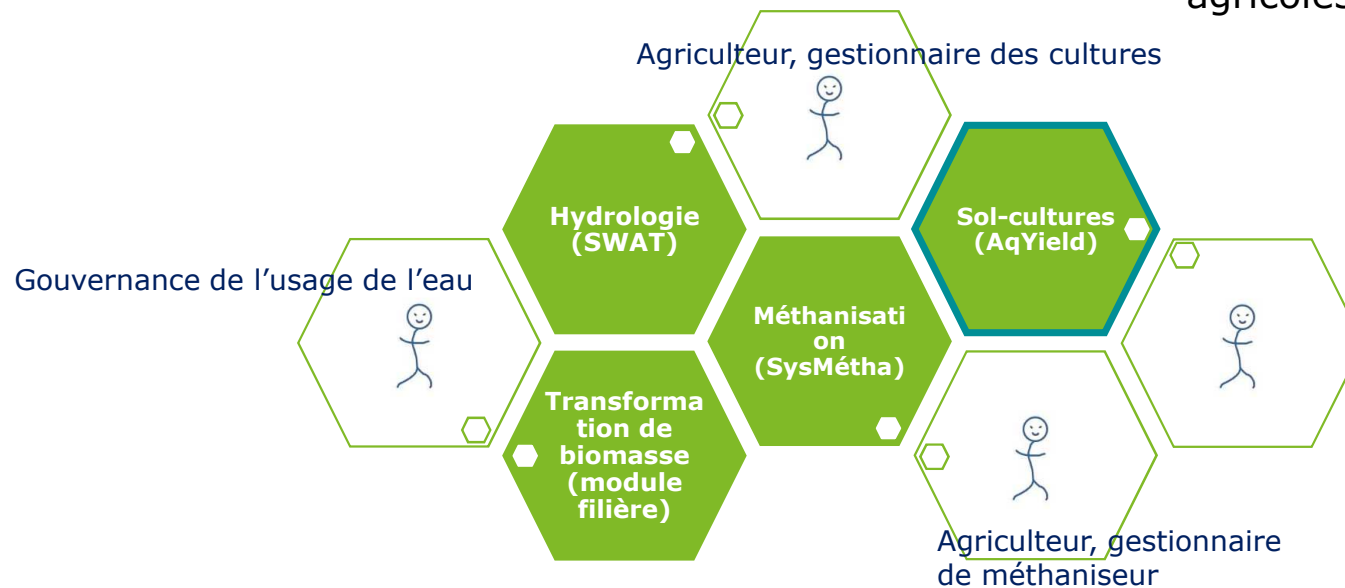 agricoles
Agriculteur, gestionnaire des cultures
Hydrologie
(SWAT)
Sol-cultures
(AqYield)
Gouvernance de l’usage de l’eau
Méthanisati
on
(SysMétha)
Transforma
tion de
biomasse
(module
filière)
Agriculteur, gestionnaire
de méthaniseur